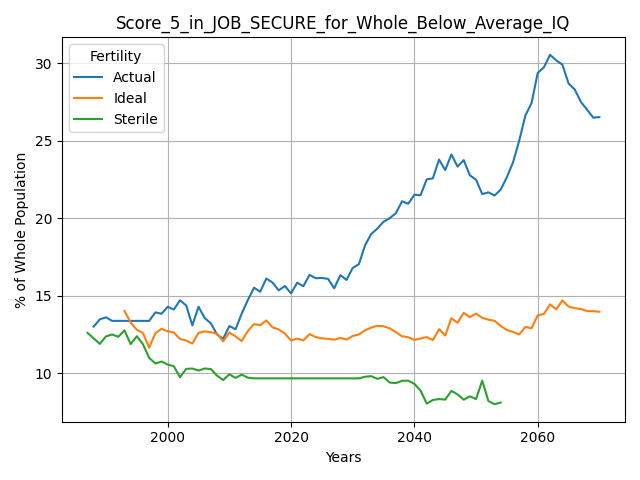 Score_5_in_JOB_SECURE_for_Whole_Below_Average_IQ
Fertility
Actual
Ideal
Sterile
% of Whole Population
30
25
20
15
10
2000
2020
2040
2060
Years